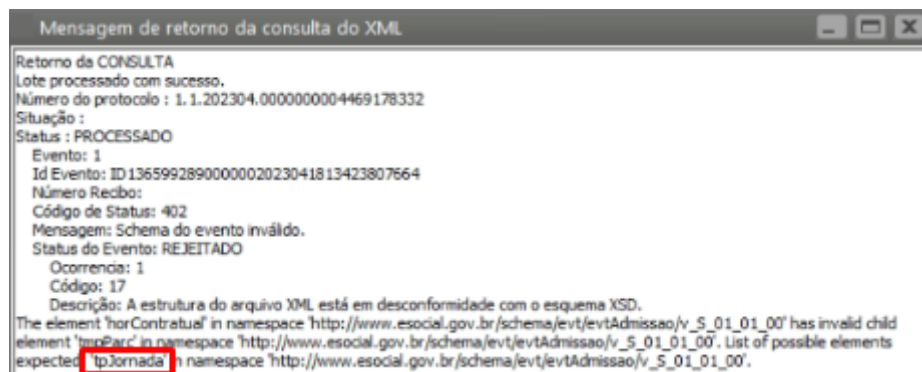 Mensagem de retorno da consulta do XML
Retorno da CONSULTA
Lote processado com sucesso.
Número do protocolo : 1.1.202304.0000000004469178332
Situação :
Status : PROCESSADO
Evento: 1
Id Evento: ID1365992890000002023041813423807664
Número Recibo:
Código de Status: 402
Mensagem: Schema do evento inválido.
Status do Evento: REJEITADO
Ocorrencia: 1
Código: 17
Descrição: A estrutura do arquivo XML está em desconformidade com o esquema XSD.
The element 'horContratual' in namespace 'http://www.esocial.gov.br/schema/evt/evtAdmissao/v_S_01_01_00' has invalid child
element 'tmpParc' in namespace 'http://www.esocial.gov.br/schema/evt/evtAdmissao/v_S_01_01_00'. List of possible elements
expected 'tpJornada' in namespace 'http://www.esocial.gov.br/schema/evt/evtAdmissao/v_S_01_01_00'.